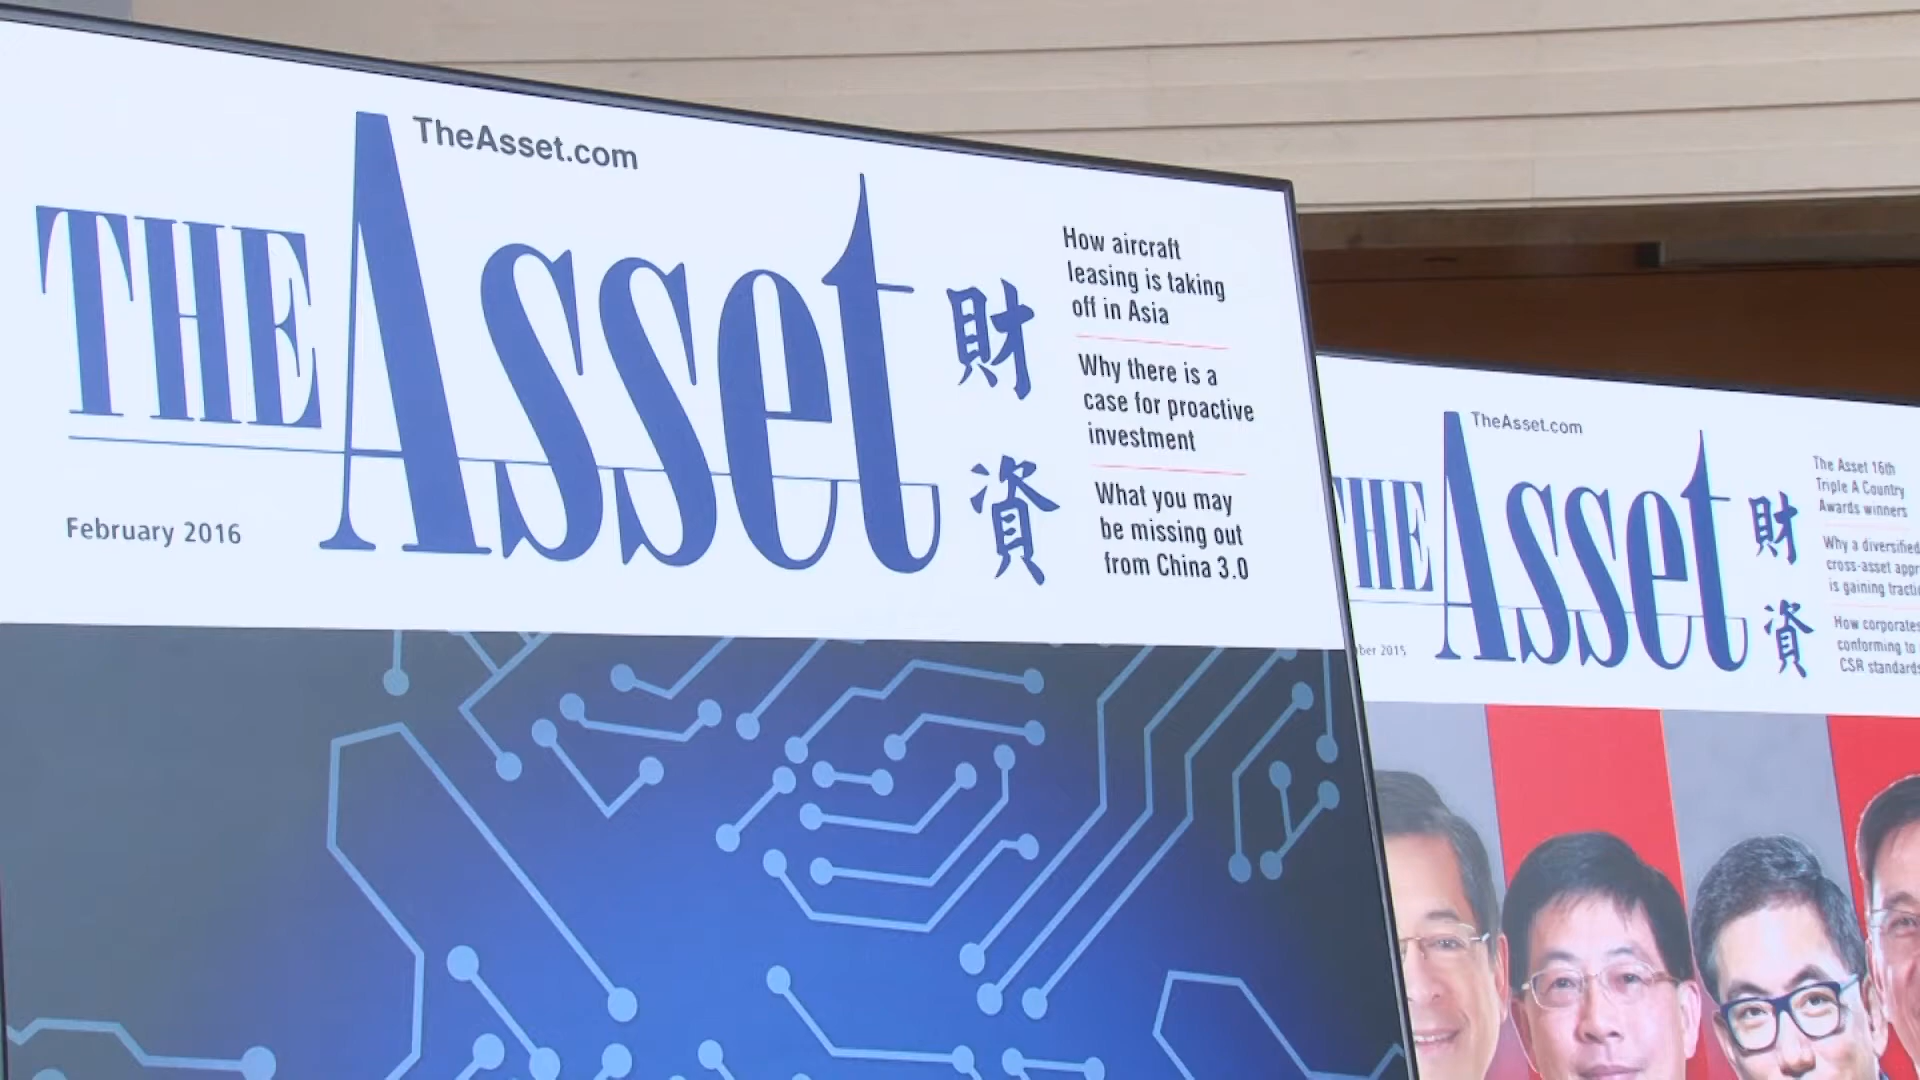 TheAsset.com
THE Asset
財
資
February 2016
How aircraft
leasing is taking
off in Asia
Why there is a
case for proactive
investment
What you may
be missing out
from China 3.0
TheAsset.com
HE Asset
財
資
ber 2015
The Asset 16th
Triple A Country
Awards winners
Why a diversified
cross-asset appr
is gaining tracti
How corporates
conforming to
CSR standards